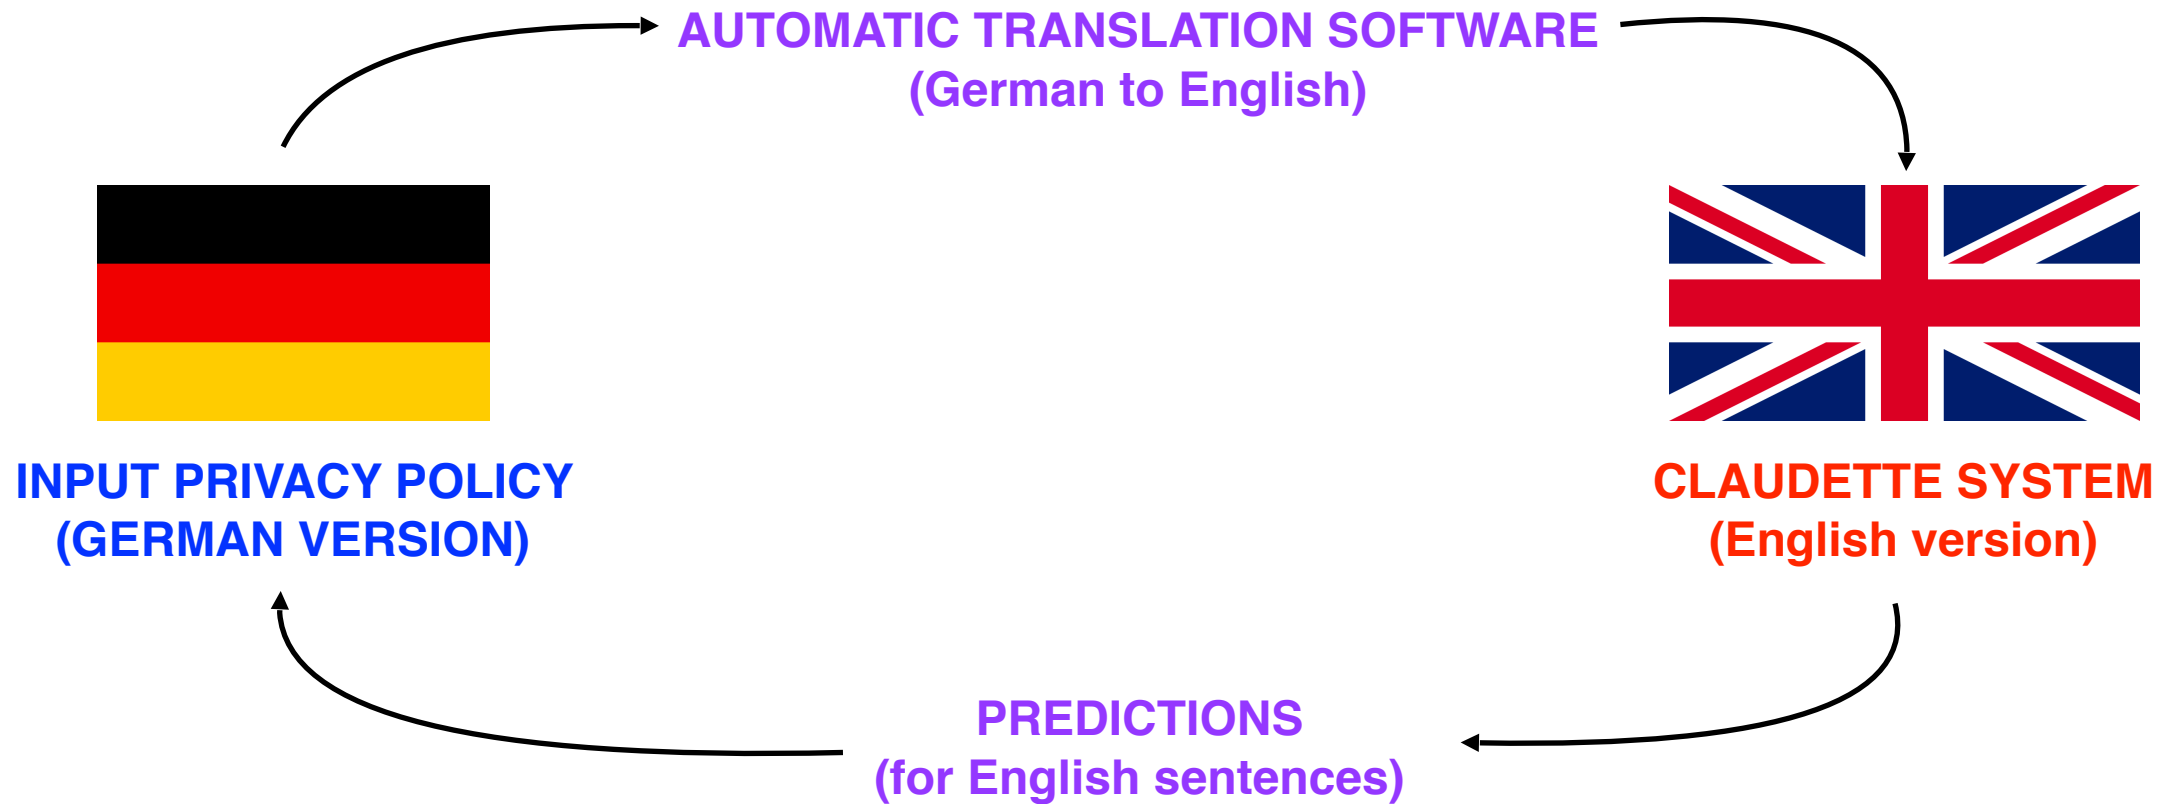 AUTOMATIC TRANSLATION SOFTWARE
(German to English)
INPUT PRIVACY POLICY
(GERMAN VERSION)
CLAUDETTE SYSTEM
(English version)
PREDICTIONS
(for English sentences)